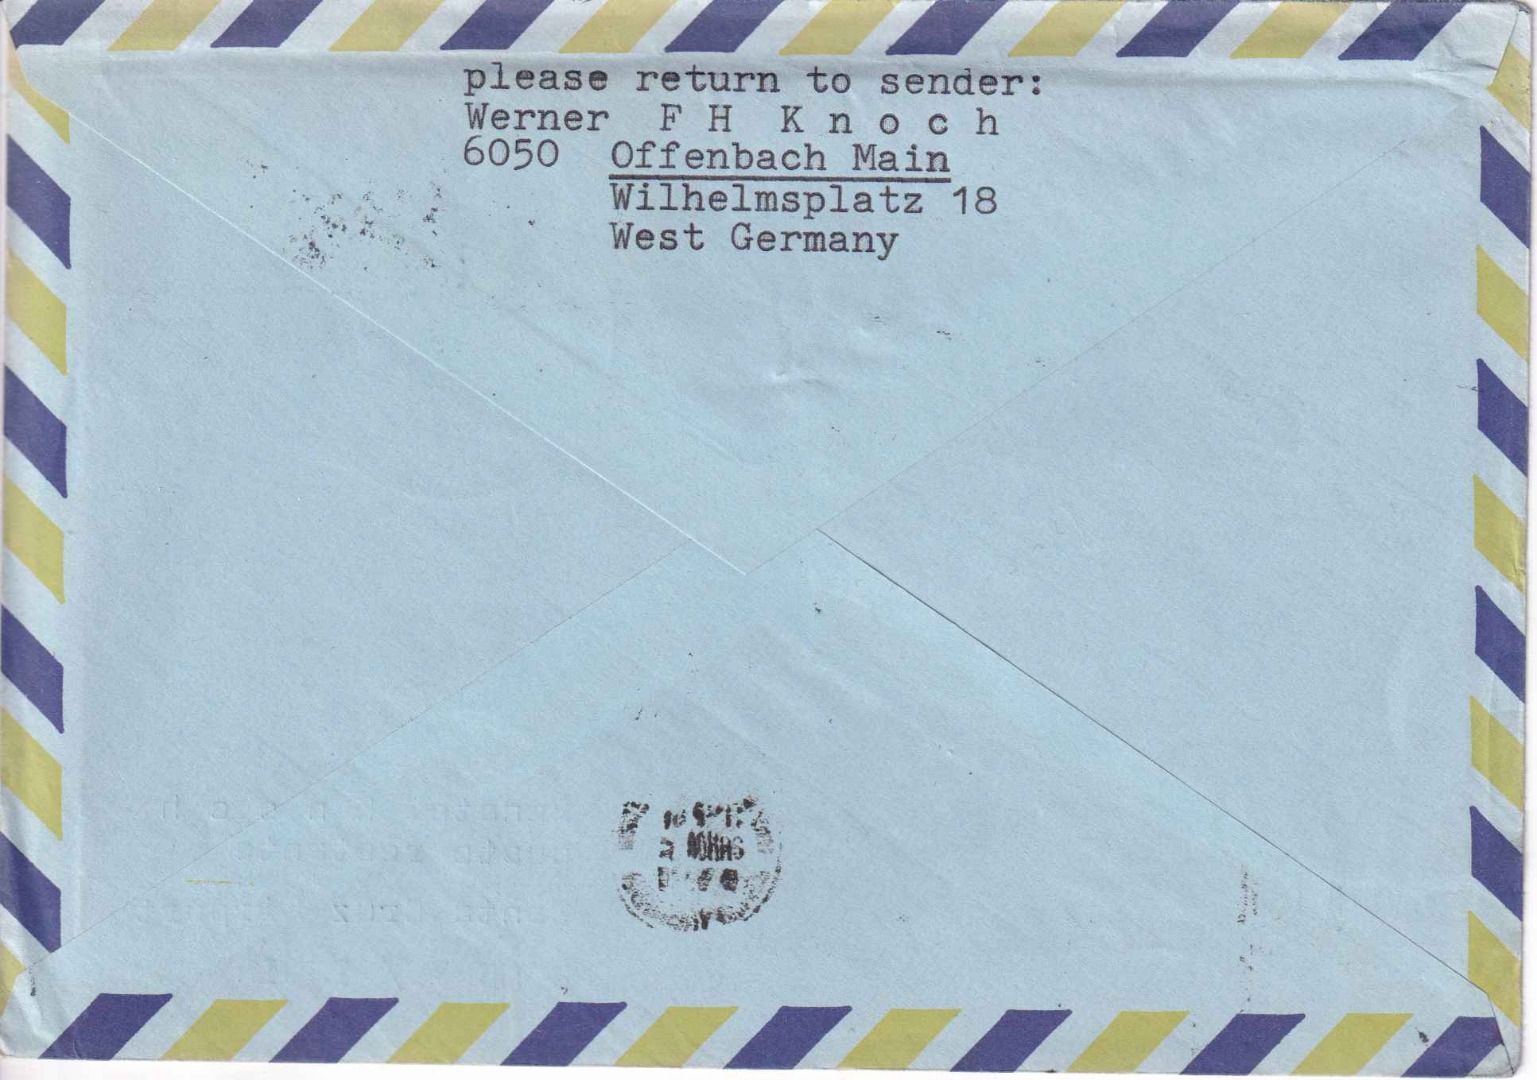 please return to sender:
Werner F H K n o c h
6050 Offenbach Main
Wilhelmsplatz 18
West Germany